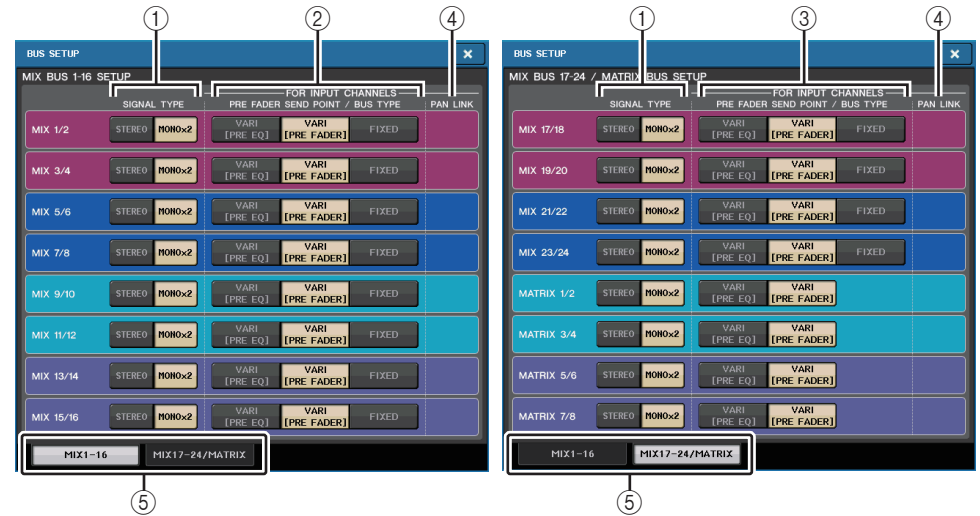 ① ② ④
BUS SETUP ×
MIX BUS 1-16 SETUP
FOR INPUT CHANNELS
SIGNAL TYPE PRE FADER SEND POINT / BUS TYPE PAN LINK
MIX 1/2 STEREO MONO×2 VARI [PRE EQ] VARI [PRE FADER] FIXED
MIX 3/4 STEREO MONO×2 VARI [PRE EQ] VARI [PRE FADER] FIXED
MIX 5/6 STEREO MONO×2 VARI [PRE EQ] VARI [PRE FADER] FIXED
MIX 7/8 STEREO MONO×2 VARI [PRE EQ] VARI [PRE FADER] FIXED
MIX 9/10 STEREO MONO×2 VARI [PRE EQ] VARI [PRE FADER] FIXED
MIX 11/12 STEREO MONO×2 VARI [PRE EQ] VARI [PRE FADER] FIXED
MIX 13/14 STEREO MONO×2 VARI [PRE EQ] VARI [PRE FADER] FIXED
MIX 15/16 STEREO MONO×2 VARI [PRE EQ] VARI [PRE FADER] FIXED
MIX1-16 MIX17-24/MATRIX
⑤
① ③ ④
BUS SETUP ×
MIX BUS 17-24 / MATRIX BUS SETUP
FOR INPUT CHANNELS
SIGNAL TYPE PRE FADER SEND POINT / BUS TYPE PAN LINK
MIX 17/18 STEREO MONO×2 VARI [PRE EQ] VARI [PRE FADER] FIXED
MIX 19/20 STEREO MONO×2 VARI [PRE EQ] VARI [PRE FADER] FIXED
MIX 21/22 STEREO MONO×2 VARI [PRE EQ] VARI [PRE FADER] FIXED
MIX 23/24 STEREO MONO×2 VARI [PRE EQ] VARI [PRE FADER] FIXED
MATRIX 1/2 STEREO MONO×2 VARI [PRE EQ] VARI [PRE FADER]
MATRIX 3/4 STEREO MONO×2 VARI [PRE EQ] VARI [PRE FADER]
MATRIX 5/6 STEREO MONO×2 VARI [PRE EQ] VARI [PRE FADER]
MATRIX 7/8 STEREO MONO×2 VARI [PRE EQ] VARI [PRE FADER]
MIX1-16 MIX17-24/MATRIX
⑤